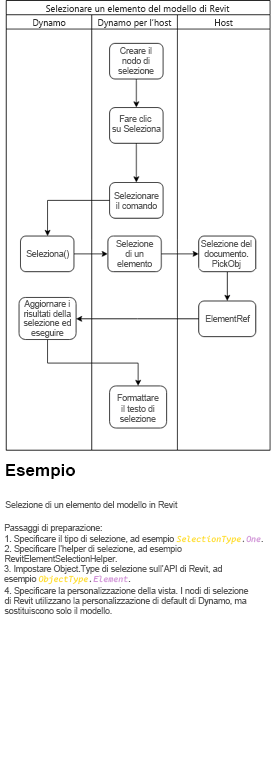 Selezionare un elemento del modello di Revit
Dynamo
Dynamo per l'host
Host
Creare il
nodo di
selezione
Fare clic
su Seleziona
Selezionare
il comando
Seleziona()
Selezione
di un
elemento
Selezione del
documento.
PickObj
Aggiornare i
risultati della
selezione ed
eseguire
ElementRef
Formattare
il testo di
selezione
Esempio
Selezione di un elemento del modello in Revit
Passaggi di preparazione:
1. Specificare il tipo di selezione, ad esempio SelectionType.One.
2. Specificare l'helper di selezione, ad esempio
RevitElementSelectionHelper.
3. Impostare Object.Type di selezione sull'API di Revit, ad
esempio ObjectType.Element.
4. Specificare la personalizzazione della vista. I nodi di selezione
di Revit utilizzano la personalizzazione di default di Dynamo, ma
sostituiscono solo il modello.